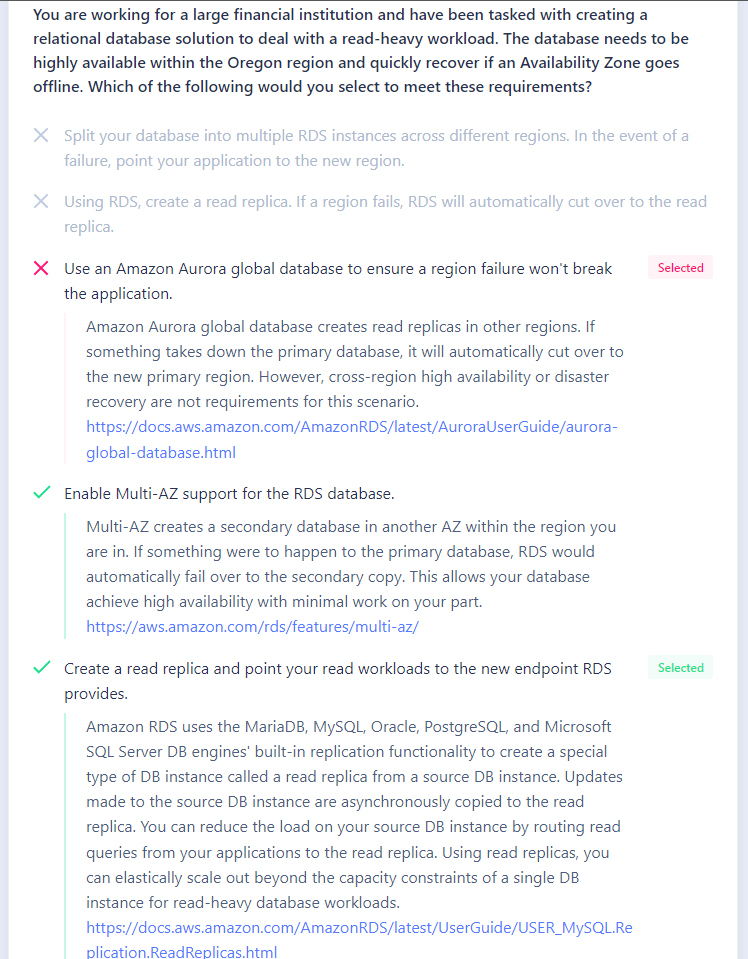 You are working for a large financial institution and have been tasked with creating a
relational database solution to deal with a read-heavy workload. The database needs to be
highly available within the Oregon region and quickly recover if an Availability Zone goes
offline. Which of the following would you select to meet these requirements?
Split your database into multiple RDS instances across different regions. In the event of a
failure, point your application to the new region.
Using RDS, create a read replica. If a region fails, RDS will automatically cut over to the read
replica.
Use an Amazon Aurora global database to ensure a region failure won't break
the application.
Selected
Amazon Aurora global database creates read replicas in other regions. If
something takes down the primary database, it will automatically cut over to
the new primary region. However, cross-region high availability or disaster
recovery are not requirements for this scenario.
https://docs.aws.amazon.com/AmazonRDS/latest/AuroraUserGuide/aurora-
global-database.html
Enable Multi-AZ support for the RDS database.
Multi-AZ creates a secondary database in another AZ within the region you
are in. If something were to happen to the primary database, RDS would
automatically fail over to the secondary copy. This allows your database
achieve high availability with minimal work on your part.
https://aws.amazon.com/rds/features/multi-az/
Create a read replica and point your read workloads to the new endpoint RDS
provides.
Selected
Amazon RDS uses the MariaDB, MySQL, Oracle, PostgreSQL, and Microsoft
SQL Server DB engines' built-in replication functionality to create a special
type of DB instance called a read replica from a source DB instance. Updates
made to the source DB instance are asynchronously copied to the read
replica. You can reduce the load on your source DB instance by routing read
queries from your applications to the read replica. Using read replicas, you
can elastically scale out beyond the capacity constraints of a single DB
instance for read-heavy database workloads.
https://docs.aws.amazon.com/AmazonRDS/latest/UserGuide/USER_MySQL.Re
plication.ReadReplicas.html